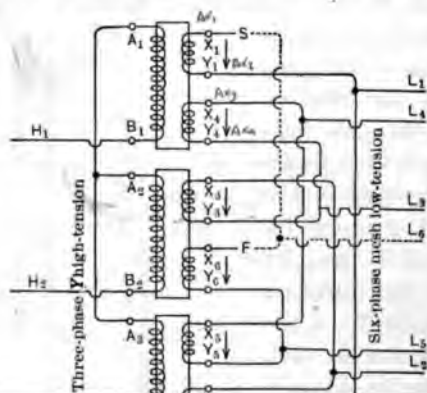 A1
X1
S
Y1
L1
X4
L4
H1
B1
Y4
A2
X3
Y3
L3
L6
F
X6
H2
B2
Y6
A3
X5
Y5
L5
L2
Three-phase Y high-tension
Six-phase mesh low-tension